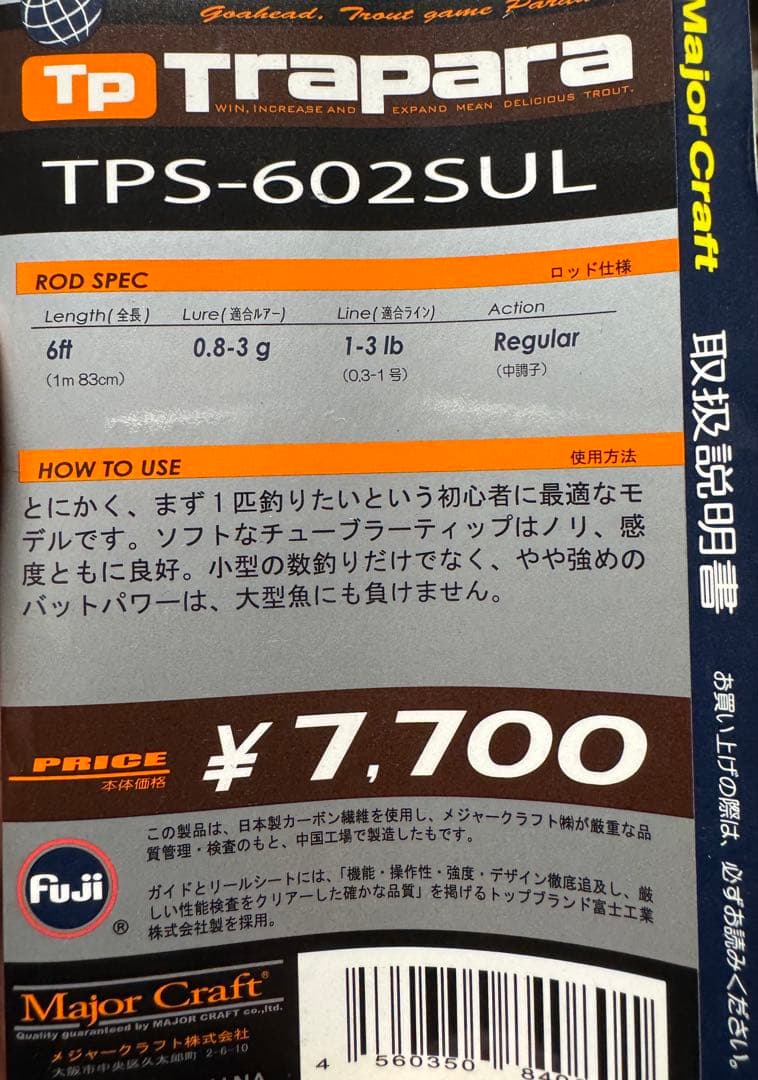 Goahead, Trout game
Tp Trapara
WIN, INCREASE AND EXPAND MEAN DELICIOUS TROUT.
TPS-602SUL
ROD SPEC ロッド仕様
Length(全長) Lure(適合ルアー) Line(適合ライン) Action
6ft 0.8-3 g 1-3 lb Regular
(1m 83cm) (0.3-1号) (中調子)
HOW TO USE 使用方法
とにかく、まず1匹釣りたいという初心者に最適なモ
デルです。ソフトなチューブラーティップはノリ、感
度ともに良好。小型の数釣りだけでなく、やや強めの
バットパワーは、大型魚にも負けません。
PRICE ¥7,700
本体価格
この製品は、日本製カーボン繊維を使用し、メジャークラフト㈱が厳重な品
質管理・検査のもと、中国工場で製造したもです。
Fuji®
ガイドとリールシートには、「機能・操作性・強度・デザイン徹底追及し、厳
しい性能検査をクリアーした確かな品質」を掲げるトップブランド富士工業
株式会社製を採用。
Major Craft®
Quality guaranteed by MAJOR CRAFT co.,ltd.
メジャークラフト株式会社
大阪市中央区久太郎町 2-6-10
4 560350
MajorCraft 取扱説明書 お買い上げの際は、必ずお読みください。